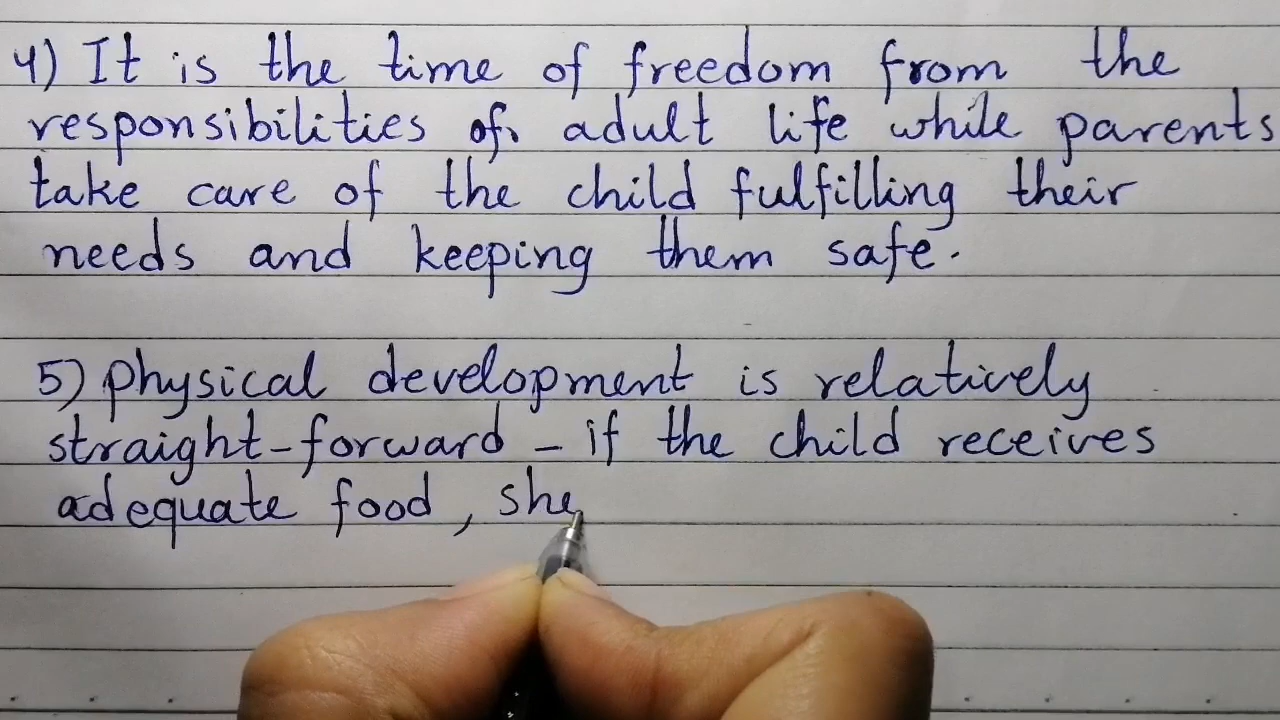 4) It is the time of freedom from the
responsibilities of adult life while parents
take care of the child fulfilling their
needs and keeping them safe.
5) Physical development is relatively
straight-forward - if the child receives
adequate food, she